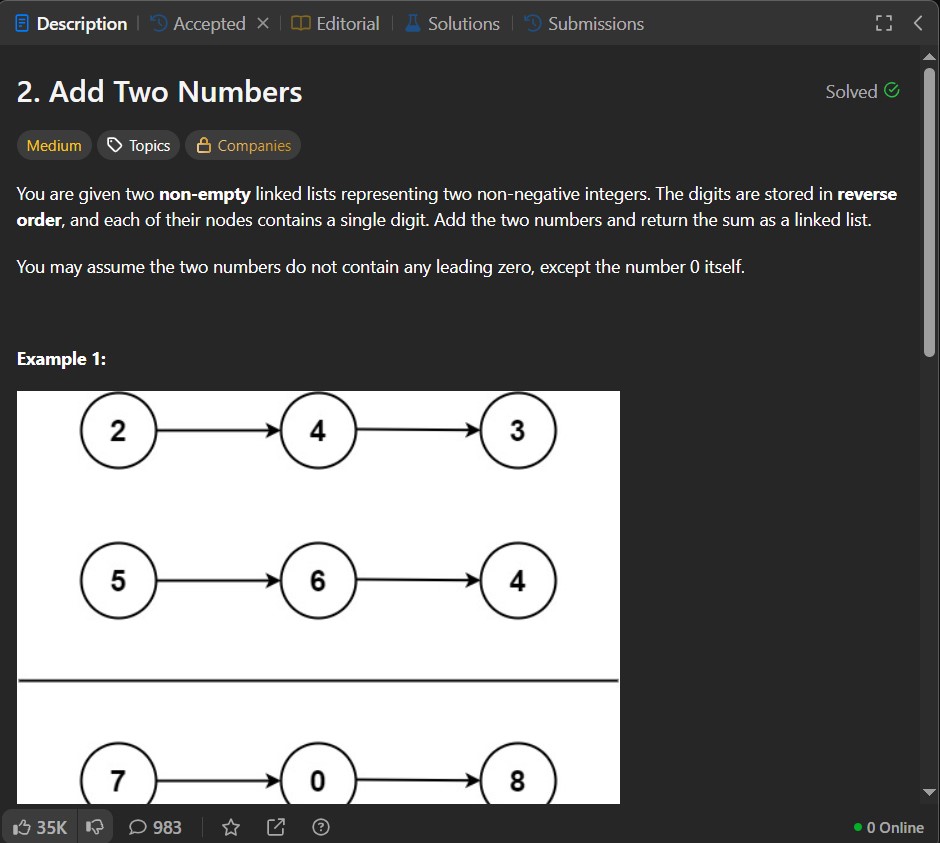 Description Accepted Editorial Solutions Submissions
2. Add Two Numbers
Solved
Medium Topics Companies
You are given two non-empty linked lists representing two non-negative integers. The digits are stored in reverse
order, and each of their nodes contains a single digit. Add the two numbers and return the sum as a linked list.
You may assume the two numbers do not contain any leading zero, except the number 0 itself.
Example 1:
2 4 3
5 6 4
7 0 8
35K 983 0 Online